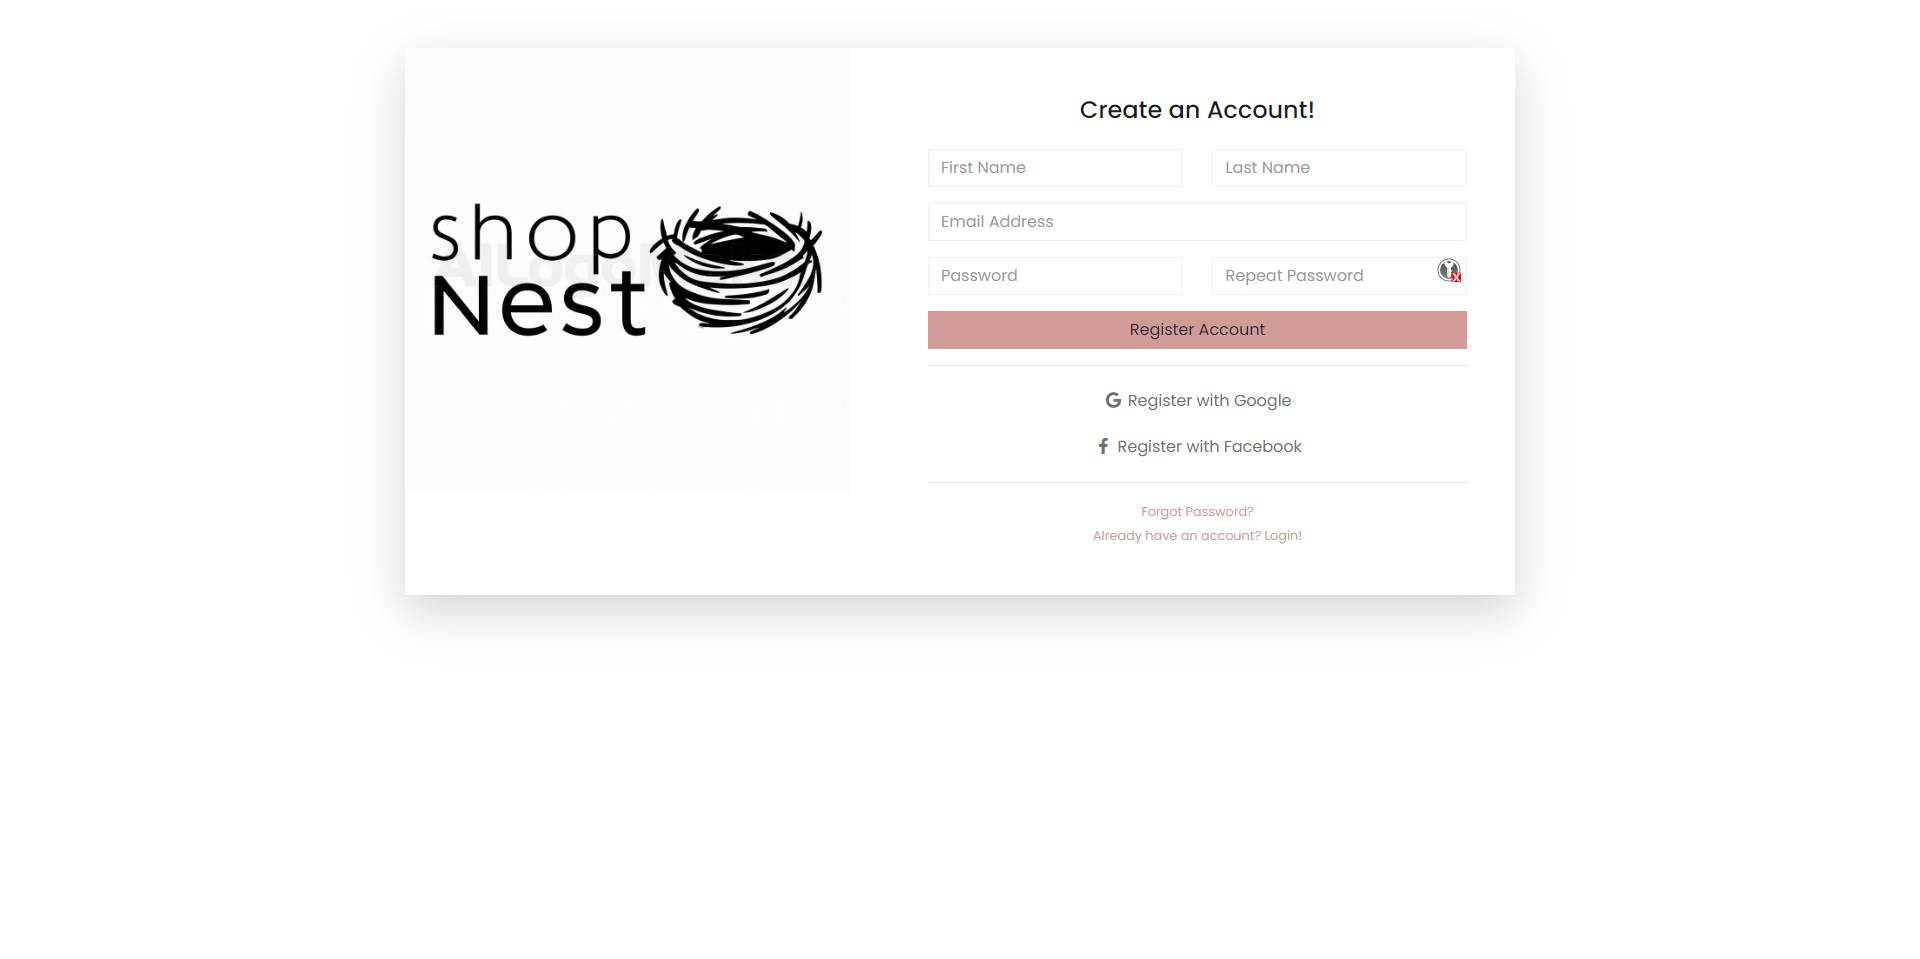 shop
Nest
Create an Account!
First Name
Last Name
Email Address
Password
Repeat Password
Register Account
Register with Google
Register with Facebook
Forgot Password?
Already have an account? Login!